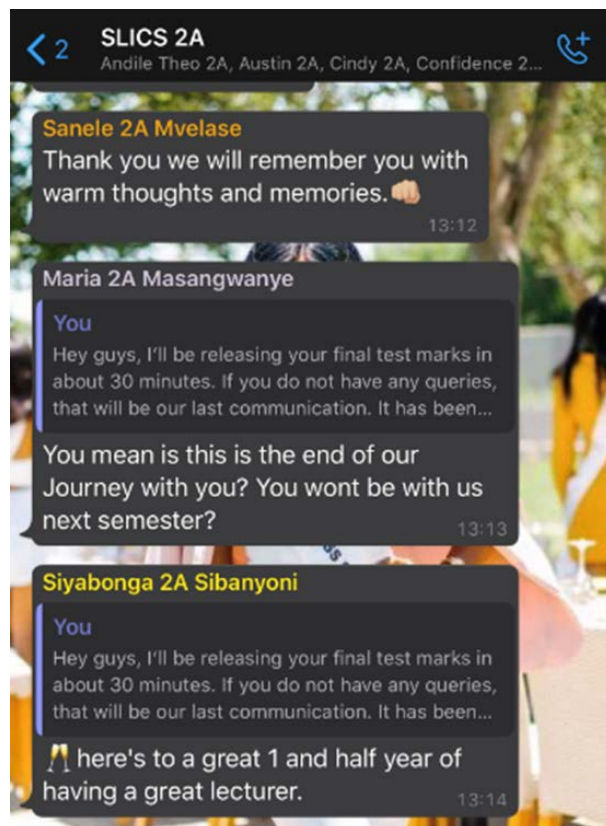 2
SLICS 2A
Andile Theo 2A, Austin 2A, Cindy 2A, Confidence 2...
Sanele 2A Mvelase
Thank you we will remember you with
warm thoughts and memories.👊🏼
13:12
Maria 2A Masangwanye
You
Hey guys, I'll be releasing your final test marks in
about 30 minutes. If you do not have any queries,
that will be our last communication. It has been...
You mean is this is the end of our
Journey with you? You wont be with us
next semester?
13:13
Siyabonga 2A Sibanyoni
You
Hey guys, I'll be releasing your final test marks in
about 30 minutes. If you do not have any queries,
that will be our last communication. It has been...
🥂 here's to a great 1 and half year of
having a great lecturer.
13:14